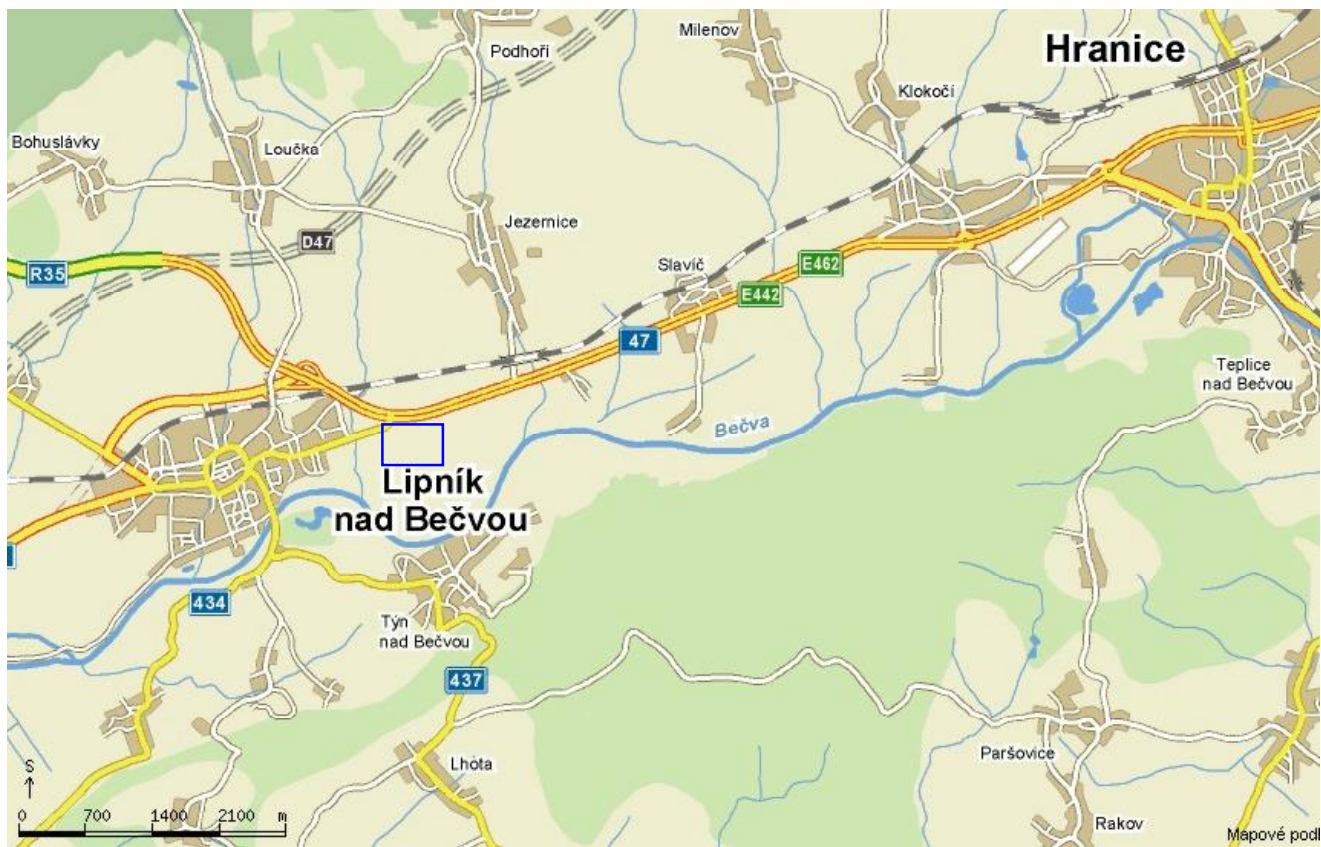 Podhoří
Milenov
Hranice
Klokočí
Bohuslávky
Loučka
Jezernice
D47
R35
Slavíč
E462
E442
47
Teplice
nad Bečvou
Bečva
Lipník
nad Bečvou
434
Týn
nad Bečvou
437
Lhota
Paršovice
Rakov
S
0 700 1400 2100 m
Mapové podl